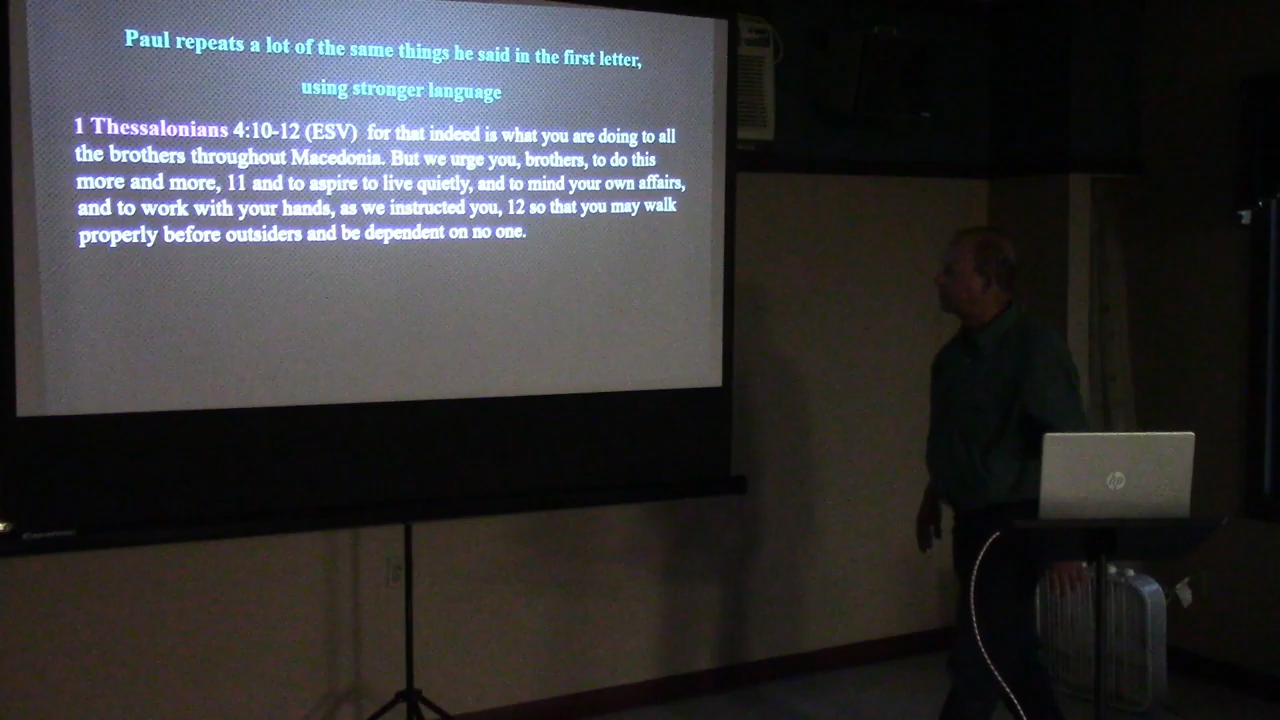 Paul repeats a lot of the same things he said in the first letter,
using stronger language
1 Thessalonians 4:10-12 (ESV) for that indeed is what you are doing to all
the brothers throughout Macedonia. But we urge you, brothers, to do this
more and more, 11 and to aspire to live quietly, and to mind your own affairs,
and to work with your hands, as we instructed you, 12 so that you may walk
properly before outsiders and be dependent on no one.
hp